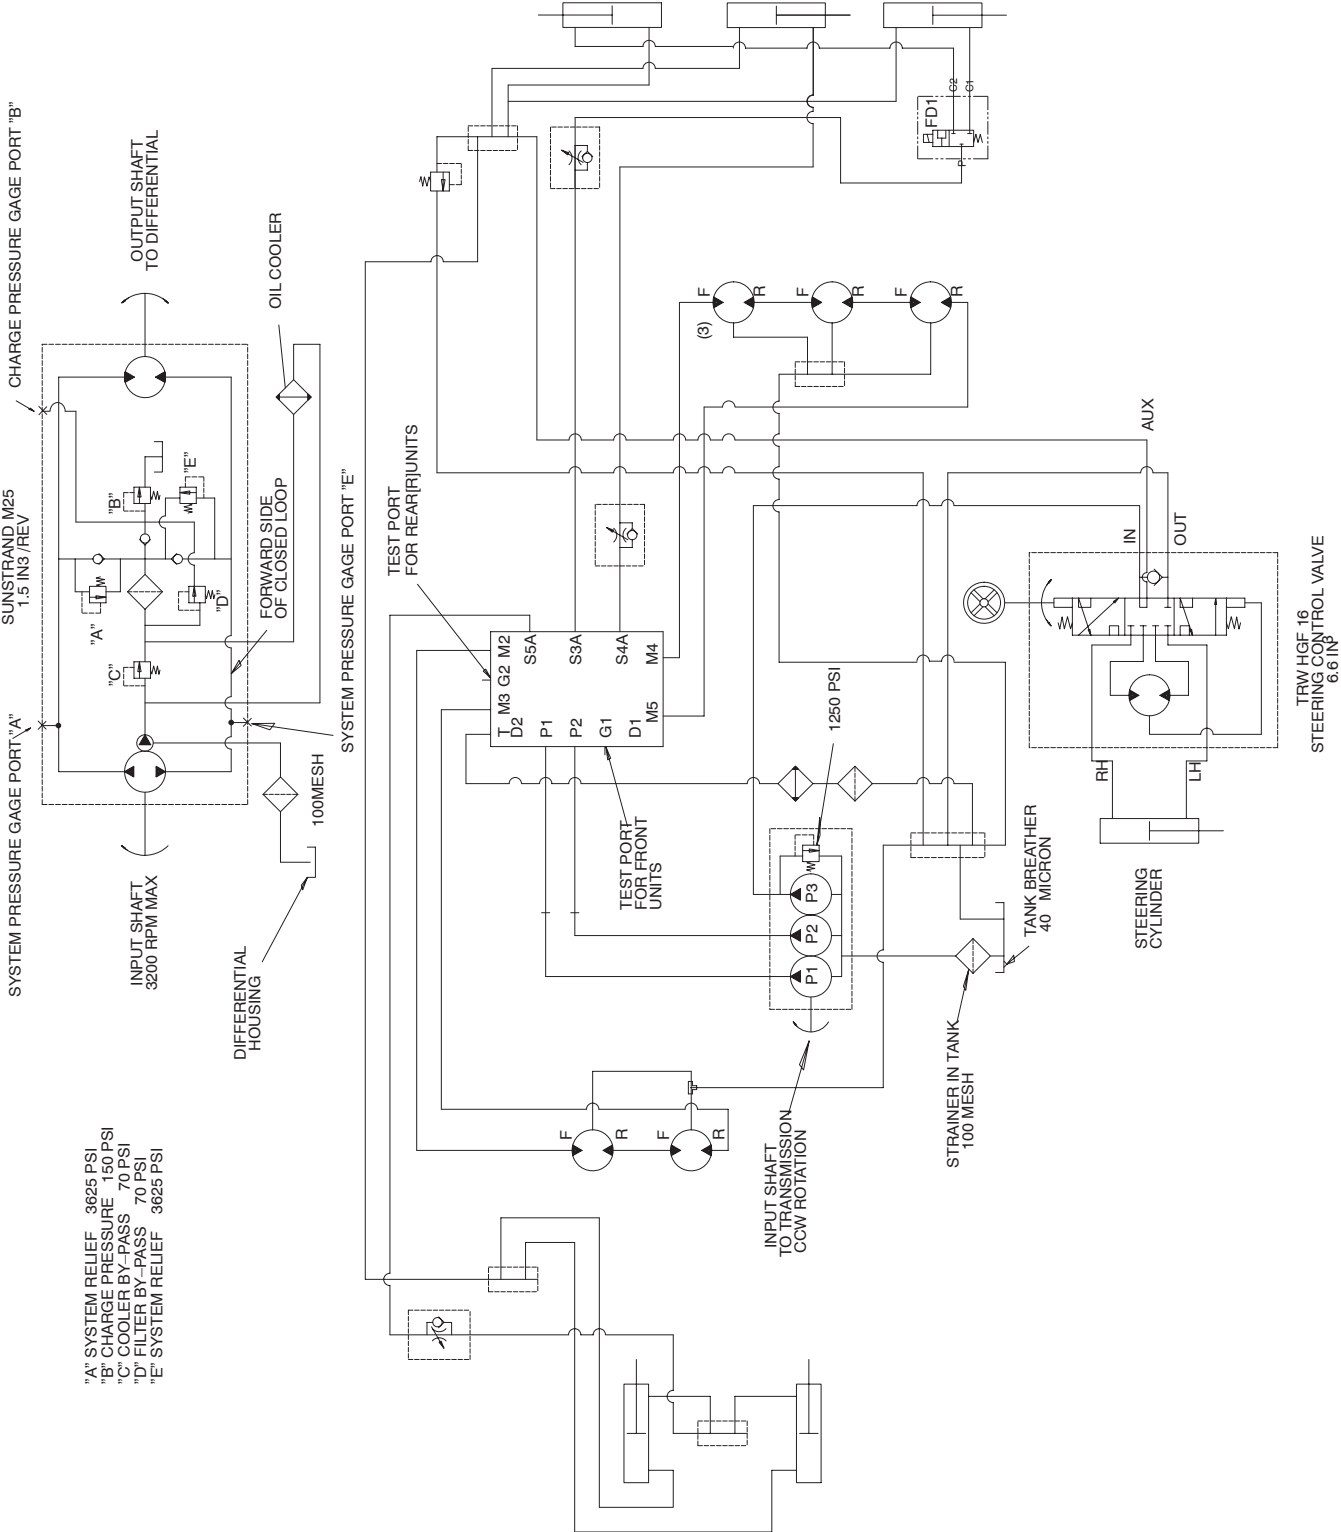 SUNSTRAND M25
1.5 IN3 /REV
SYSTEM PRESSURE GAGE PORT "A"
CHARGE PRESSURE GAGE PORT "B"
INPUT SHAFT
3200 RPM MAX
OUTPUT SHAFT
TO DIFFERENTIAL
"A"
"C"
"B"
"D"
"E"
FORWARD SIDE
OF CLOSED LOOP
OIL COOLER
100MESH
DIFFERENTIAL
HOUSING
SYSTEM PRESSURE GAGE PORT "E"
"A" SYSTEM RELIEF 3625 PSI
"B" CHARGE PRESSURE 150 PSI
"C" COOLER BY-PASS 70 PSI
"D" FILTER BY-PASS 70 PSI
"E" SYSTEM RELIEF 3625 PSI
TEST PORT
FOR REAR[R]UNITS
T
D2
M3
G2
M2
P1
S5A
P2
S3A
G1
S4A
D1
M5
M4
TEST PORT
FOR FRONT
UNITS
1250 PSI
P1
P2
P3
INPUT SHAFT
TO TRANSMISSION
CCW ROTATION
STRAINER IN TANK
100 MESH
TANK BREATHER
40 MICRON
F
R
F
R
(3)
F
R
F
R
F
R
FD1
C2
C1
P
AUX
IN
OUT
RH
LH
STEERING
CYLINDER
TRW HGF 16
STEERING CONTROL VALVE
6.6 IN3